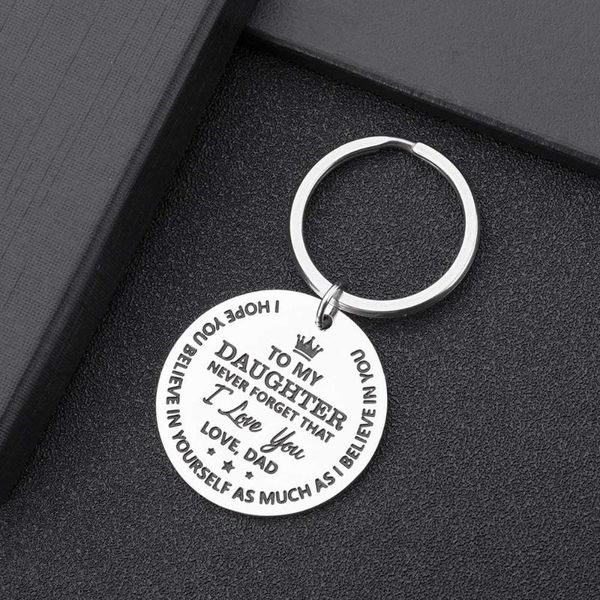 TO MY
DAUGHTER
NEVER FORGET THAT
I Love You
LOVE, DAD
I HOPE YOU BELIEVE IN YOURSELF AS MUCH AS I BELIEVE IN YOU